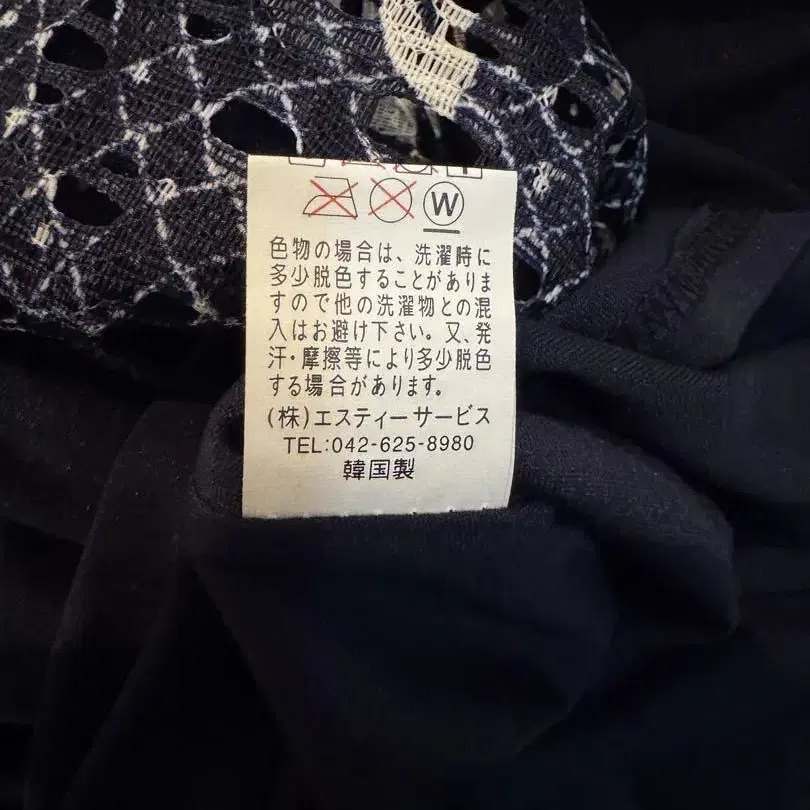 W
色物の場合は、洗濯時に
多少脱色することがありま
すので他の洗濯物との混
入はお避け下さい。又、発
汗・摩擦等により多少脱色
する場合があります。
(株)エスティーサービス
TEL:042-625-8980
韓国製